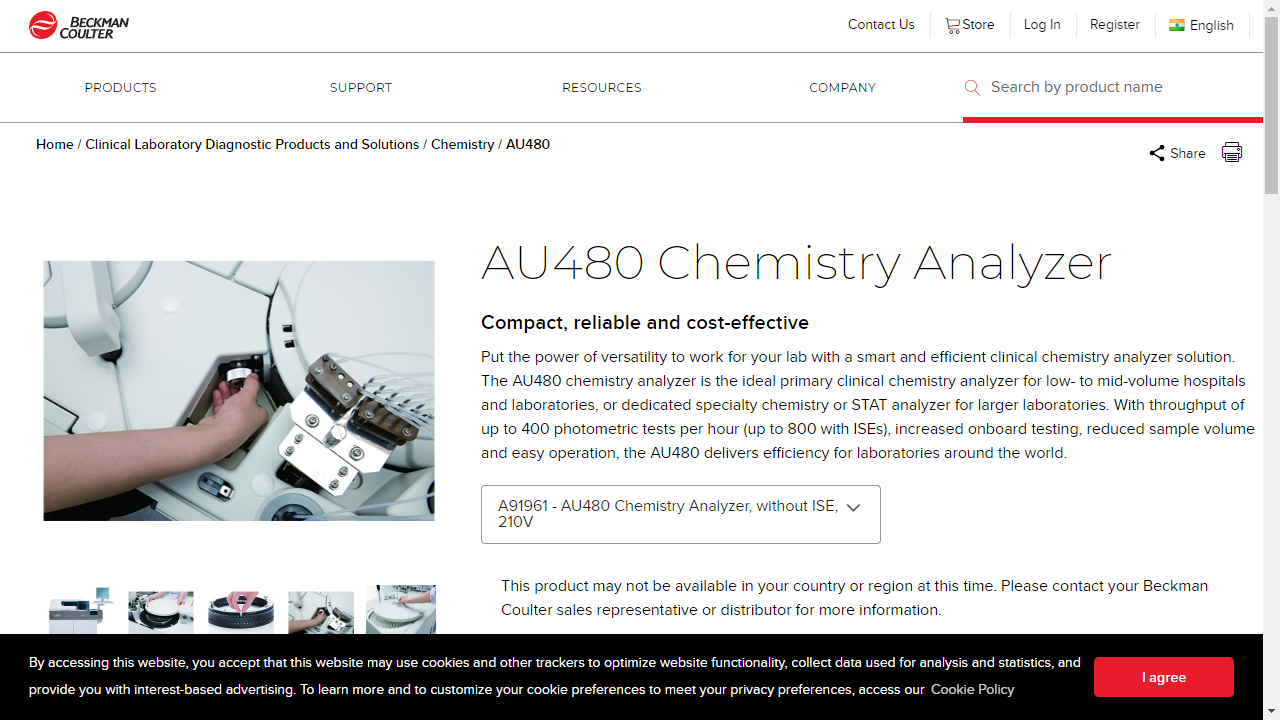 BECKMAN
COULTER
Contact Us
Store
Log In
Register
English
PRODUCTS
SUPPORT
RESOURCES
COMPANY
Search by product name
Home / Clinical Laboratory Diagnostic Products and Solutions / Chemistry / AU480
Share
AU480 Chemistry Analyzer
Compact, reliable and cost-effective
Put the power of versatility to work for your lab with a smart and efficient clinical chemistry analyzer solution.
The AU480 chemistry analyzer is the ideal primary clinical chemistry analyzer for low- to mid-volume hospitals
and laboratories, or dedicated specialty chemistry or STAT analyzer for larger laboratories. With throughput of
up to 400 photometric tests per hour (up to 800 with ISEs), increased onboard testing, reduced sample volume
and easy operation, the AU480 delivers efficiency for laboratories around the world.
A91961 - AU480 Chemistry Analyzer, without ISE,
210V
This product may not be available in your country or region at this time. Please contact your Beckman
Coulter sales representative or distributor for more information.
By accessing this website, you accept that this website may use cookies and other trackers to optimize website functionality, collect data used for analysis and statistics, and
provide you with interest-based advertising. To learn more and to customize your cookie preferences to meet your privacy preferences, access our Cookie Policy
I agree